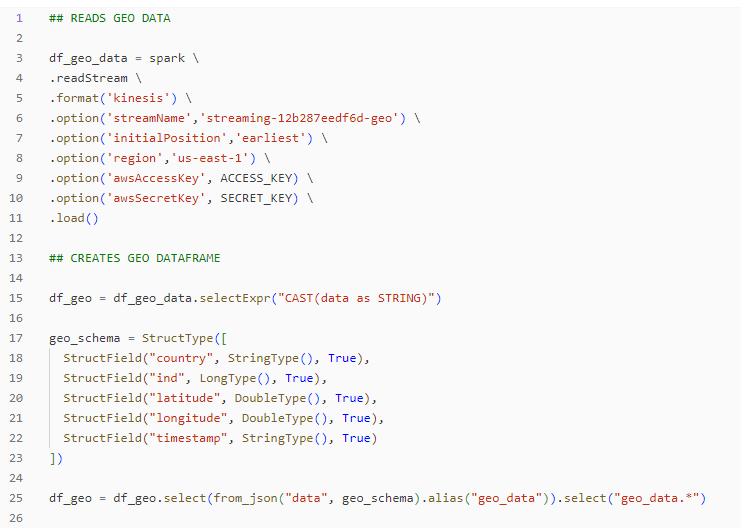 1 ## READS GEO DATA
2
3 df_geo_data = spark \
4 .readStream \
5 .format('kinesis') \
6 .option('streamName','streaming-12b287eedf6d-geo') \
7 .option('initialPosition','earliest') \
8 .option('region','us-east-1') \
9 .option('awsAccessKey', ACCESS_KEY) \
10 .option('awsSecretKey', SECRET_KEY) \
11 .load()
12
13 ## CREATES GEO DATAFRAME
14
15 df_geo = df_geo_data.selectExpr("CAST(data as STRING)")
16
17 geo_schema = StructType([
18   StructField("country", StringType(), True),
19   StructField("ind", LongType(), True),
20   StructField("latitude", DoubleType(), True),
21   StructField("longitude", DoubleType(), True),
22   StructField("timestamp", StringType(), True)
23 ])
24
25 df_geo = df_geo.select(from_json("data", geo_schema).alias("geo_data")).select("geo_data.*")
26